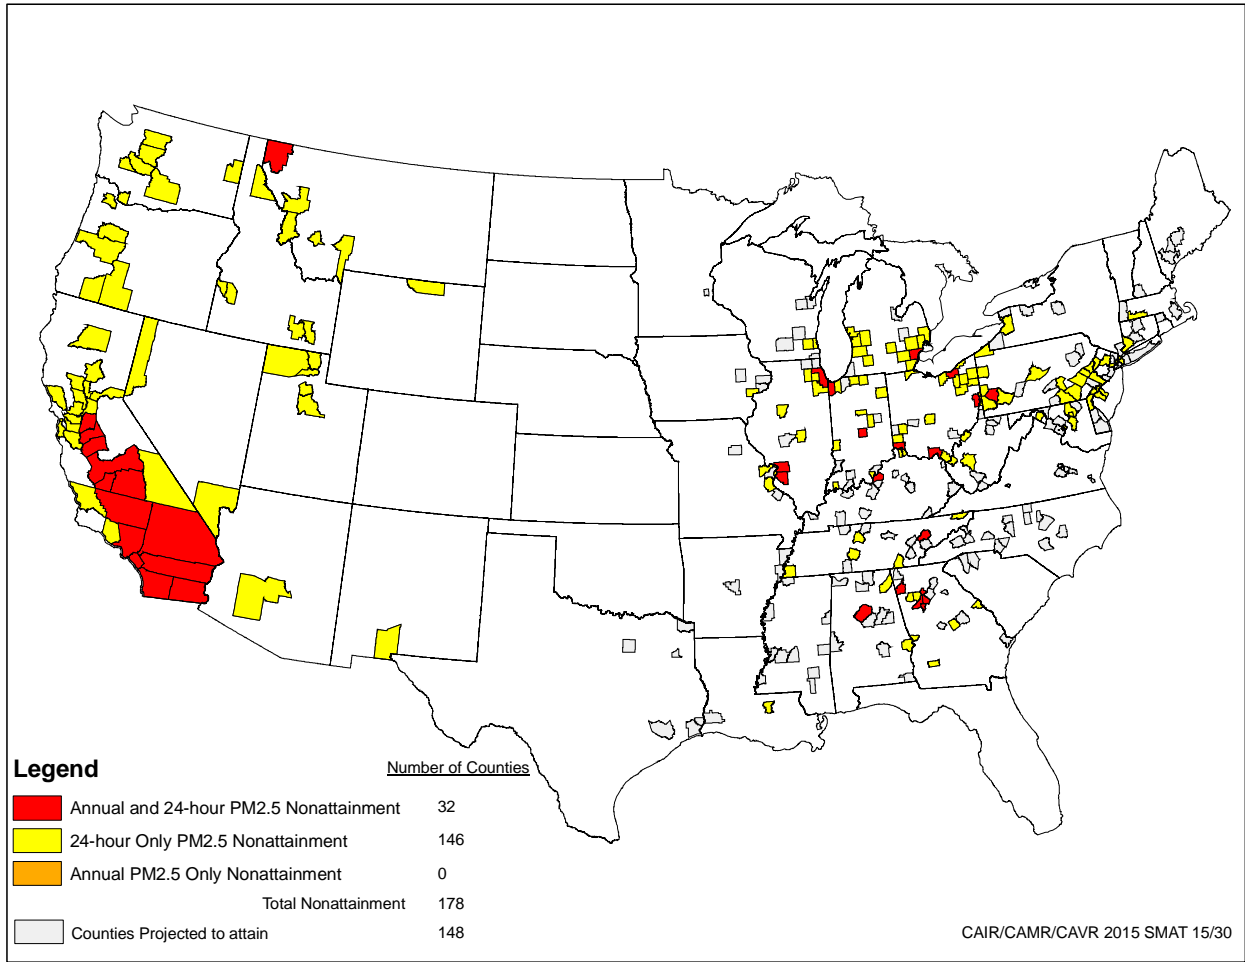 Legend
Number of Counties
Annual and 24-hour PM2.5 Nonattainment 32
24-hour Only PM2.5 Nonattainment 146
Annual PM2.5 Only Nonattainment 0
Total Nonattainment 178
Counties Projected to attain 148
CAIR/CAMR/CAVR 2015 SMAT 15/30